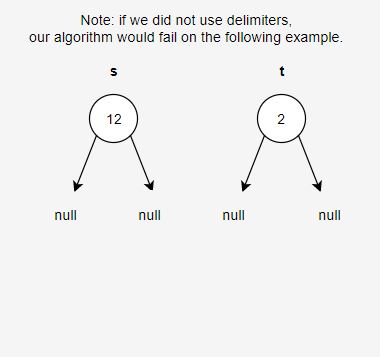 Note: if we did not use delimiters,
our algorithm would fail on the following example.
s t
12 2
null null null null